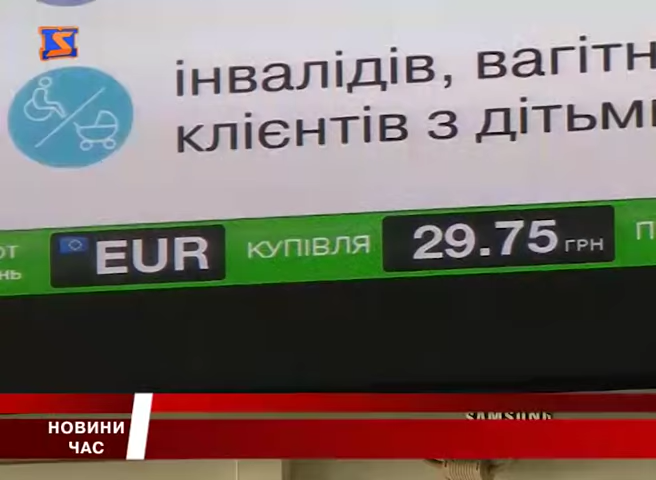 інвалідів, вагітн
клієнтів з дітьми
EUR КУПІВЛЯ 29.75 ГРН
SAMSUNG
НОВИНИ
ЧАС